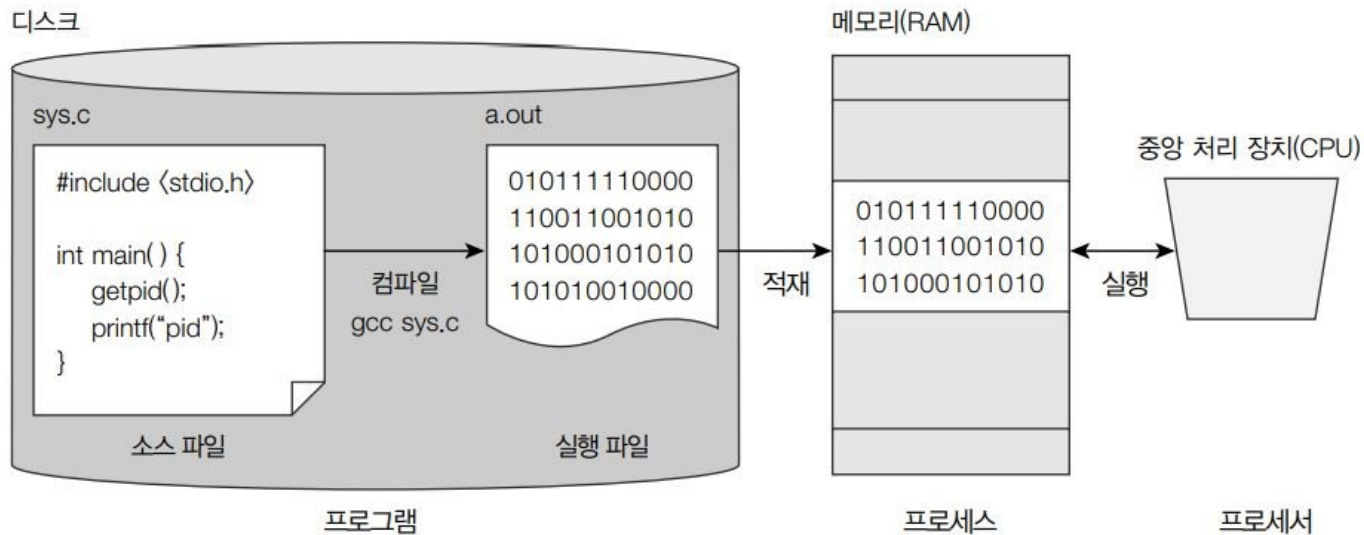 디스크
메모리(RAM)
sys.c
a.out
#include <stdio.h>
int main( ) {
getpid();
printf("pid");
}
컴파일
gcc sys.c
010111110000
110011001010
101000101010
101010010000
적재
010111110000
110011001010
101000101010
실행
중앙 처리 장치(CPU)
소스 파일
실행 파일
프로그램
프로세스
프로세서